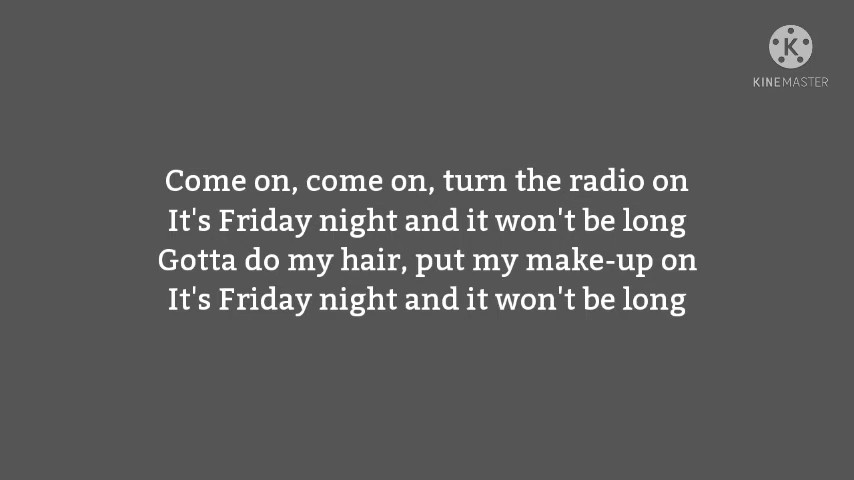 KINEMASTER
Come on, come on, turn the radio on
It's Friday night and it won't be long
Gotta do my hair, put my make-up on
It's Friday night and it won't be long